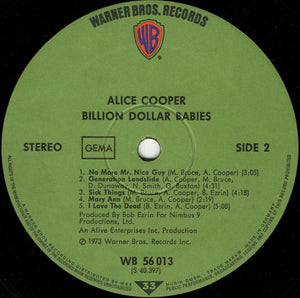 WARNER BROS. RECORDS
WB
ALICE COOPER
BILLION DOLLAR BABIES
STEREO
GEMA
SIDE 2
1. No More Mr. Nice Guy (M. Bruce, A. Cooper) (3:05)
2. Generation Landslide (A. Cooper, M. Bruce,
D. Dunaway, N. Smith, G. Buxton) (4:31)
3. Sick Things (M. Bruce, A. Cooper) (4:18)
4. Mary Ann (M. Bruce, A. Cooper) (2:19)
5. I Love The Dead (B. Ezrin, A. Cooper) (5:08)
Produced by Bob Ezrin For Nimbus 9
Productions, Ltd.
An Alive Enterprises Inc. Production
℗ 1973 Warner Bros. Records Inc.
WB 56 013
(S 40.397)
33